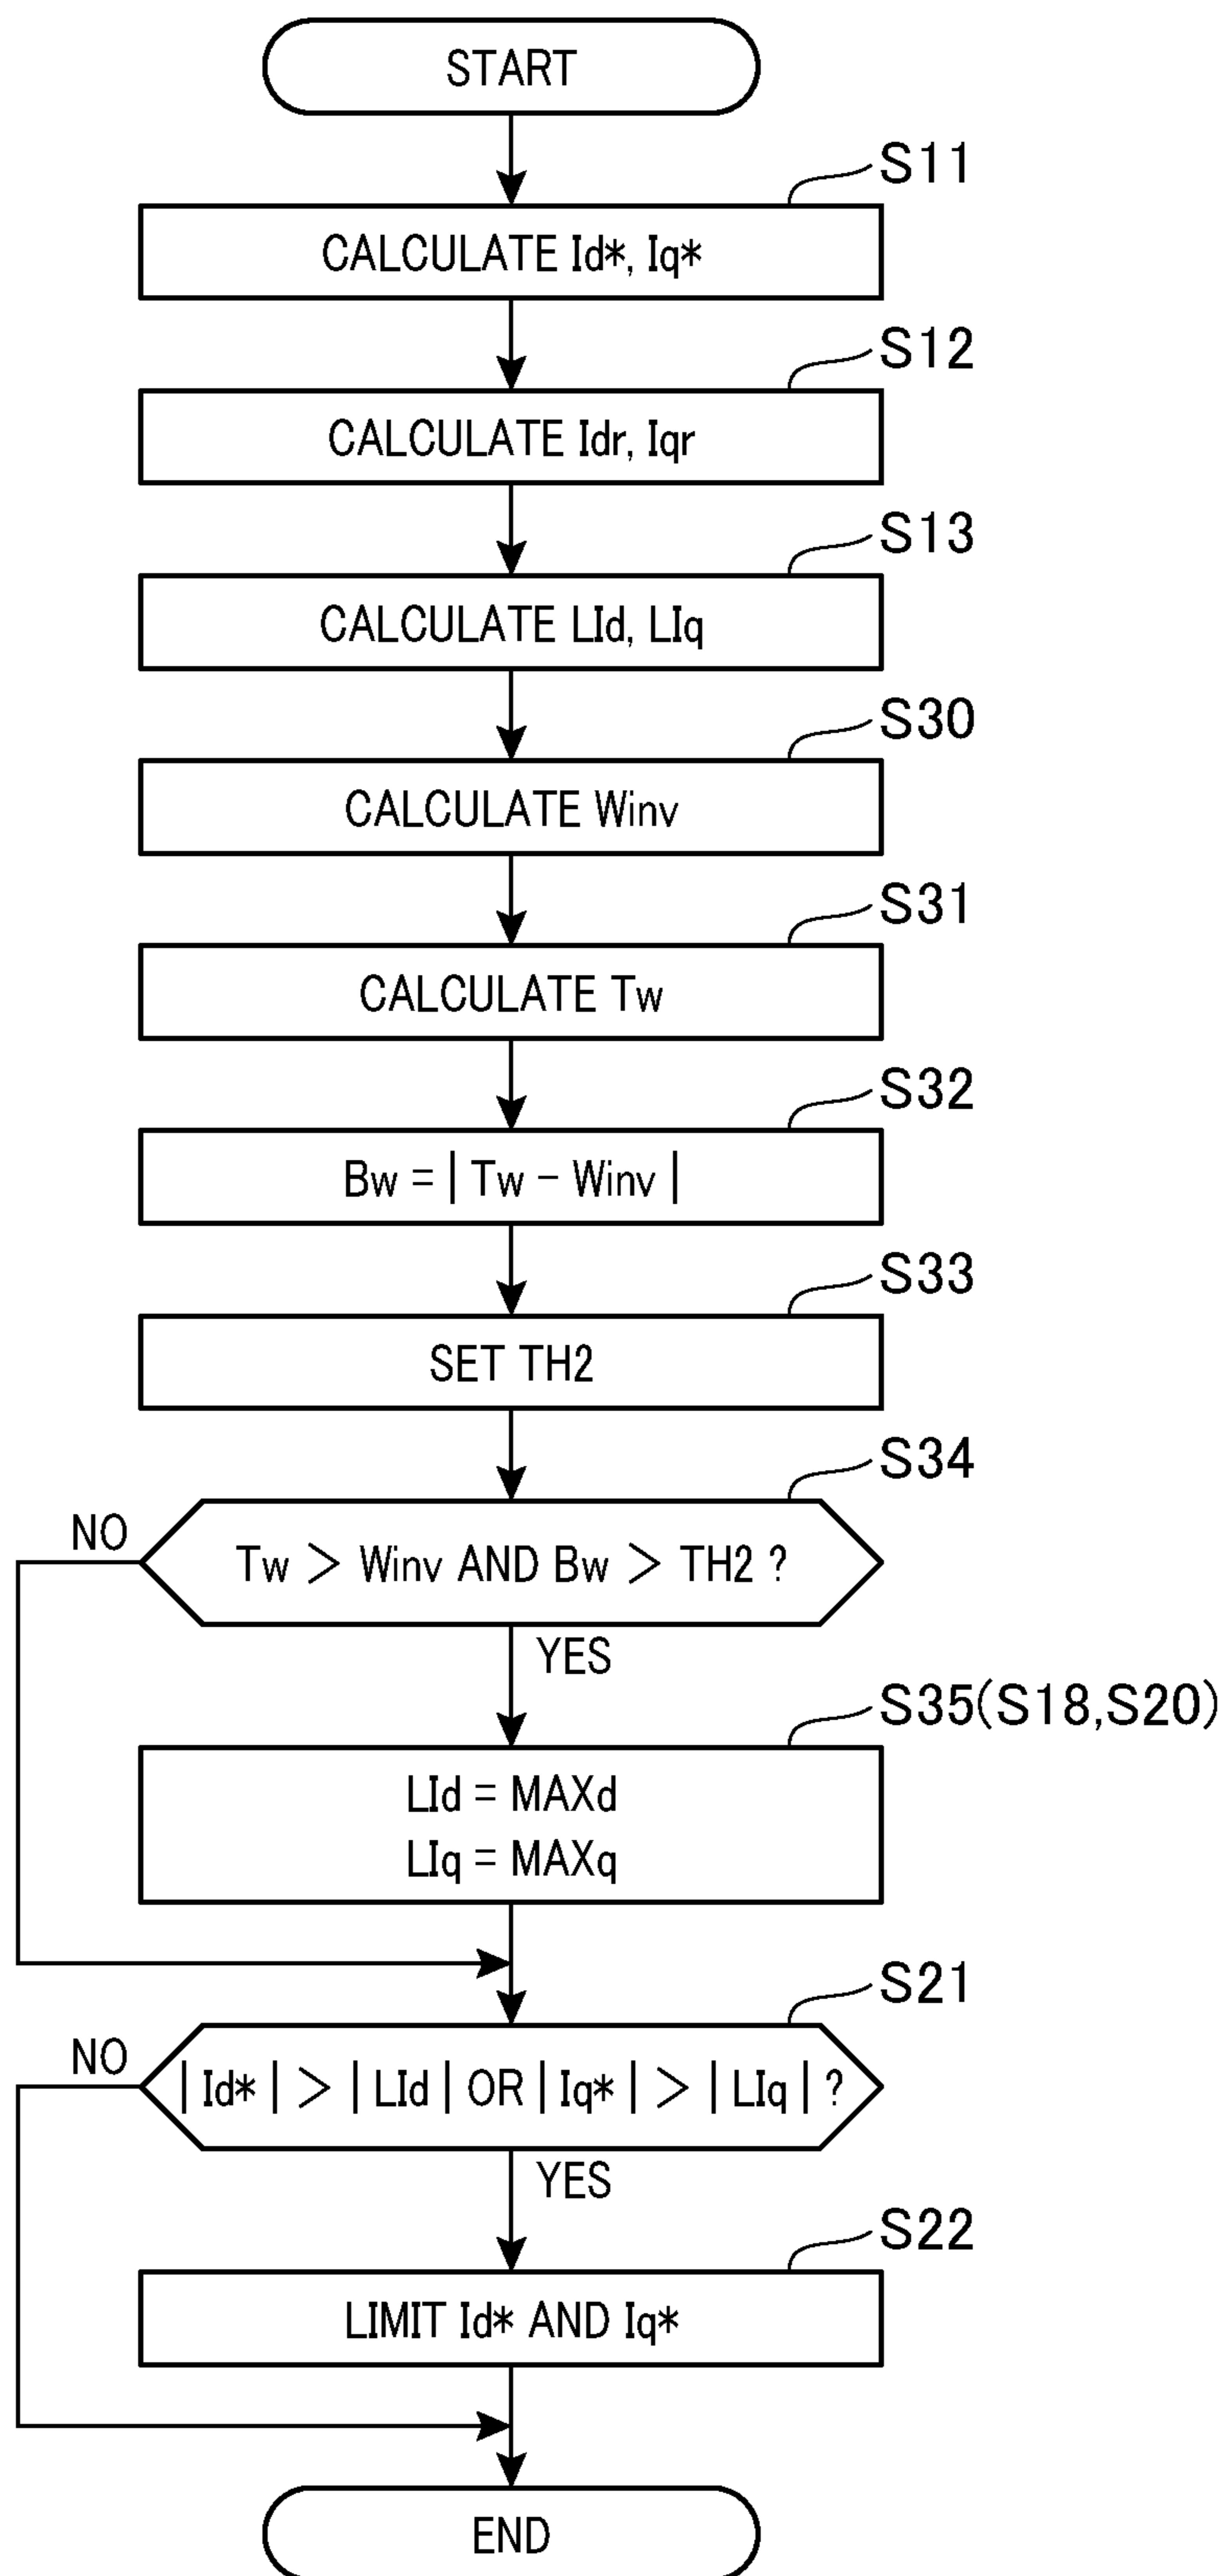 START
S11
CALCULATE Id*, Iq*
S12
CALCULATE Idr, Iqr
S13
CALCULATE LId, LIq
S30
CALCULATE Winv
S31
CALCULATE Tw
S32
Bw = | Tw - Winv |
S33
SET TH2
S34
NO
Tw > Winv AND Bw > TH2 ?
YES
S35(S18,S20)
LId = MAXd
LIq = MAXq
S21
NO
| Id* | > | LId | OR | Iq* | > | LIq | ?
YES
S22
LIMIT Id* AND Iq*
END